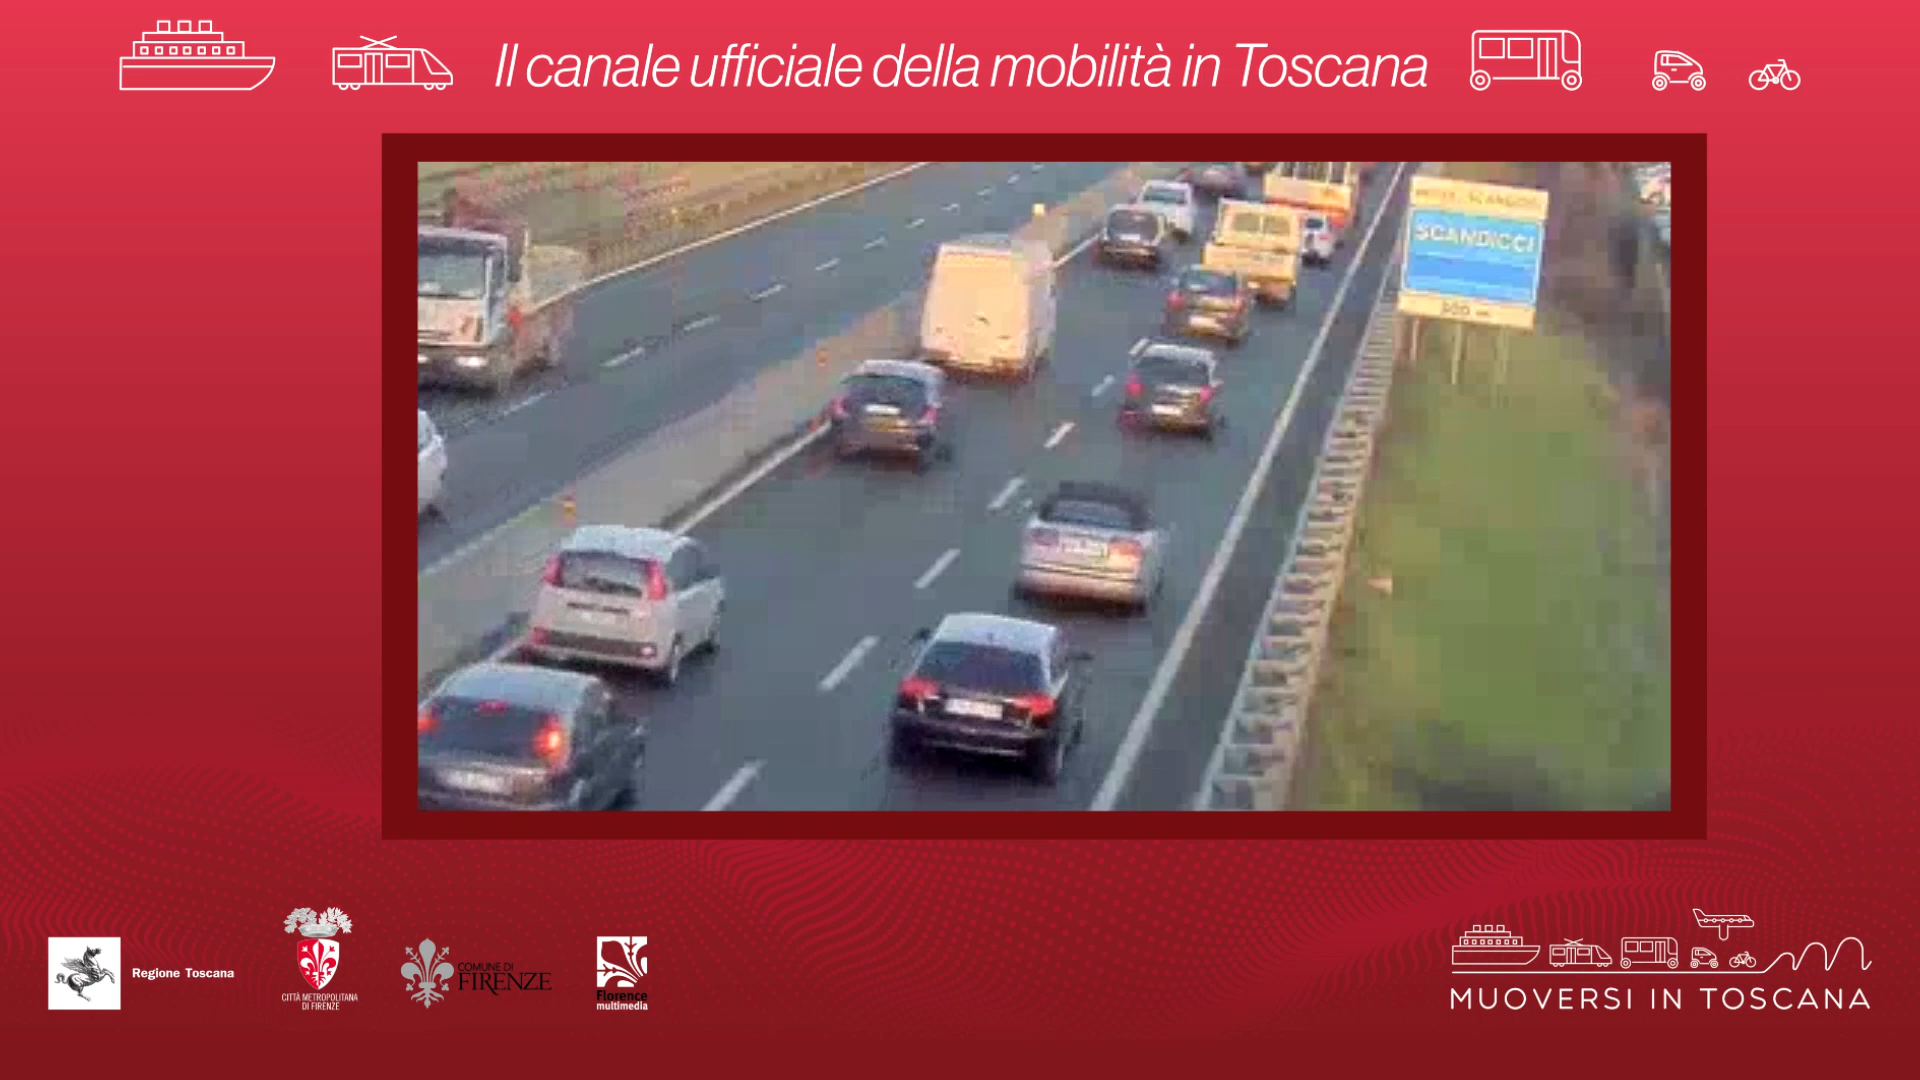 Il canale ufficiale della mobilità in Toscana
SCANDICCI
Regione Toscana
CITTÀ METROPOLITANA
DI FIRENZE
COMUNE DI
FIRENZE
Florence
multimedia
MUOVERSI IN TOSCANA